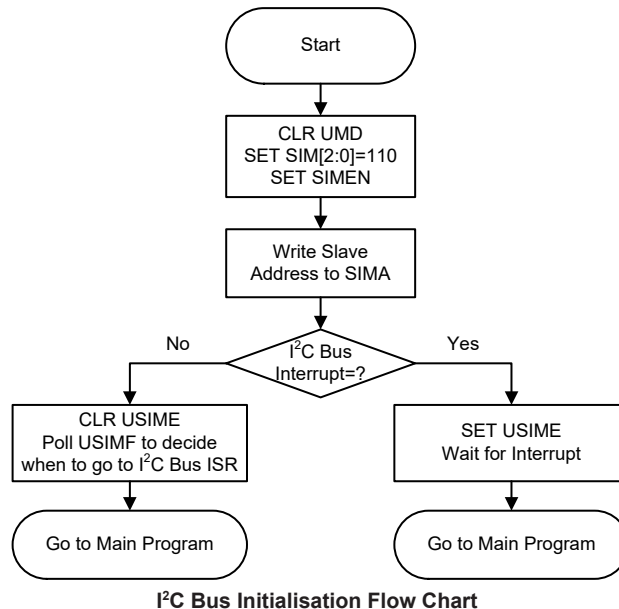 Start
CLR UMD
SET SIM[2:0]=110
SET SIMEN
Write Slave
Address to SIMA
No
I²C Bus
Interrupt=?
Yes
CLR USIME
Poll USIMF to decide
when to go to I²C Bus ISR
SET USIME
Wait for Interrupt
Go to Main Program
Go to Main Program
I²C Bus Initialisation Flow Chart